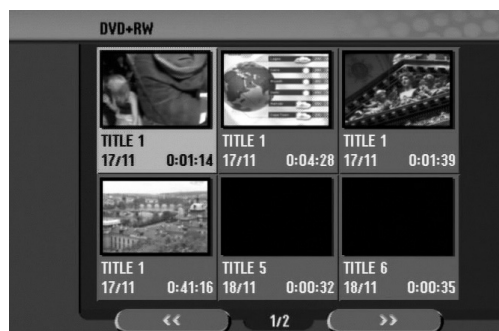 DVD+RW
TITLE 1
17/11 0:01:14
TITLE 1
17/11 0:04:28
TITLE 1
17/11 0:01:39
TITLE 1
17/11 0:41:16
TITLE 5
18/11 0:00:32
TITLE 6
18/11 0:00:35
<< 1/2 >>